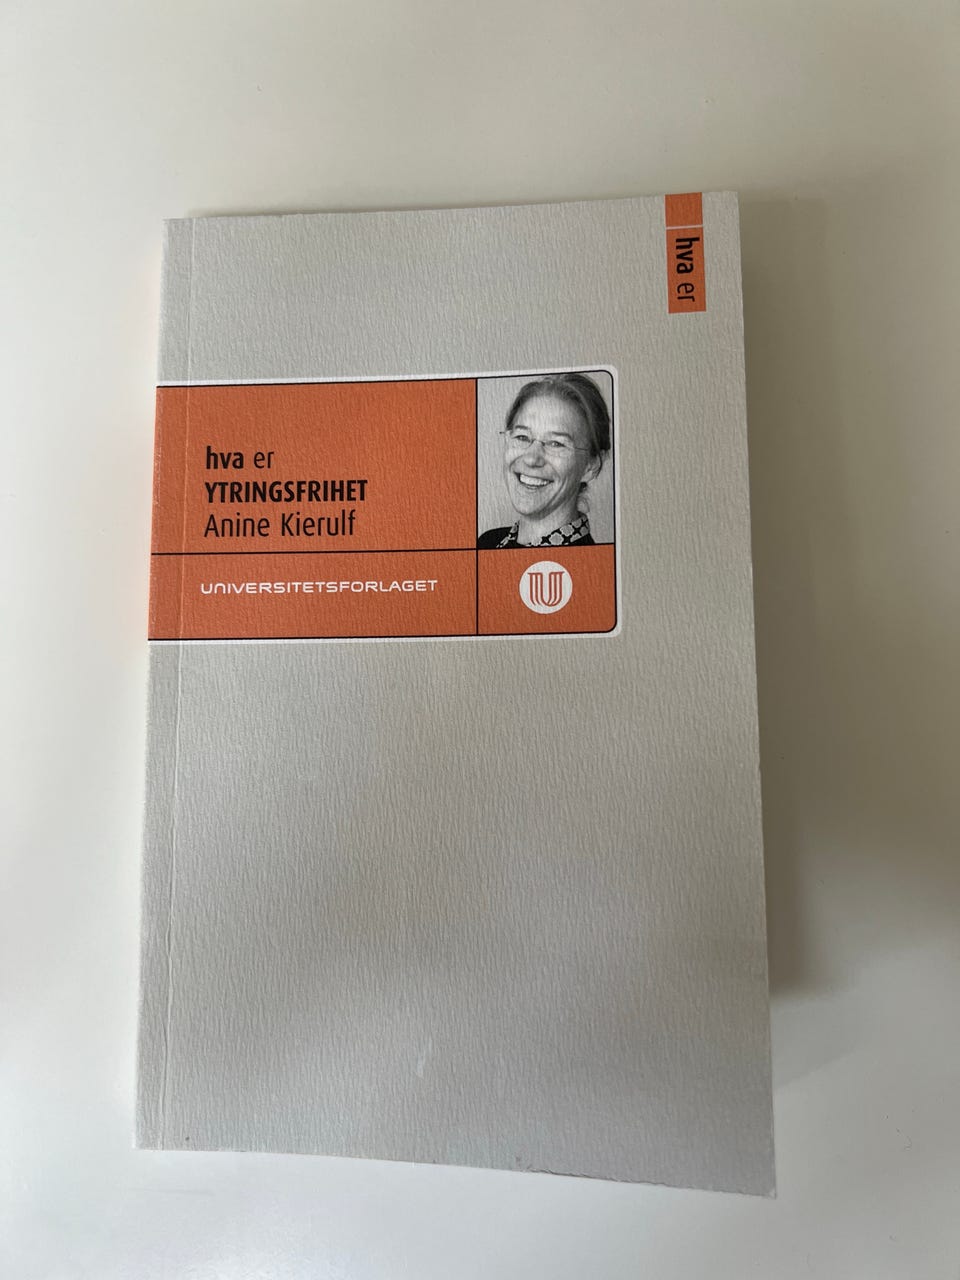 hva er
hva er
YTRINGSFRIHET
Anine Kierulf
UNIVERSITETSFORLAGET
U